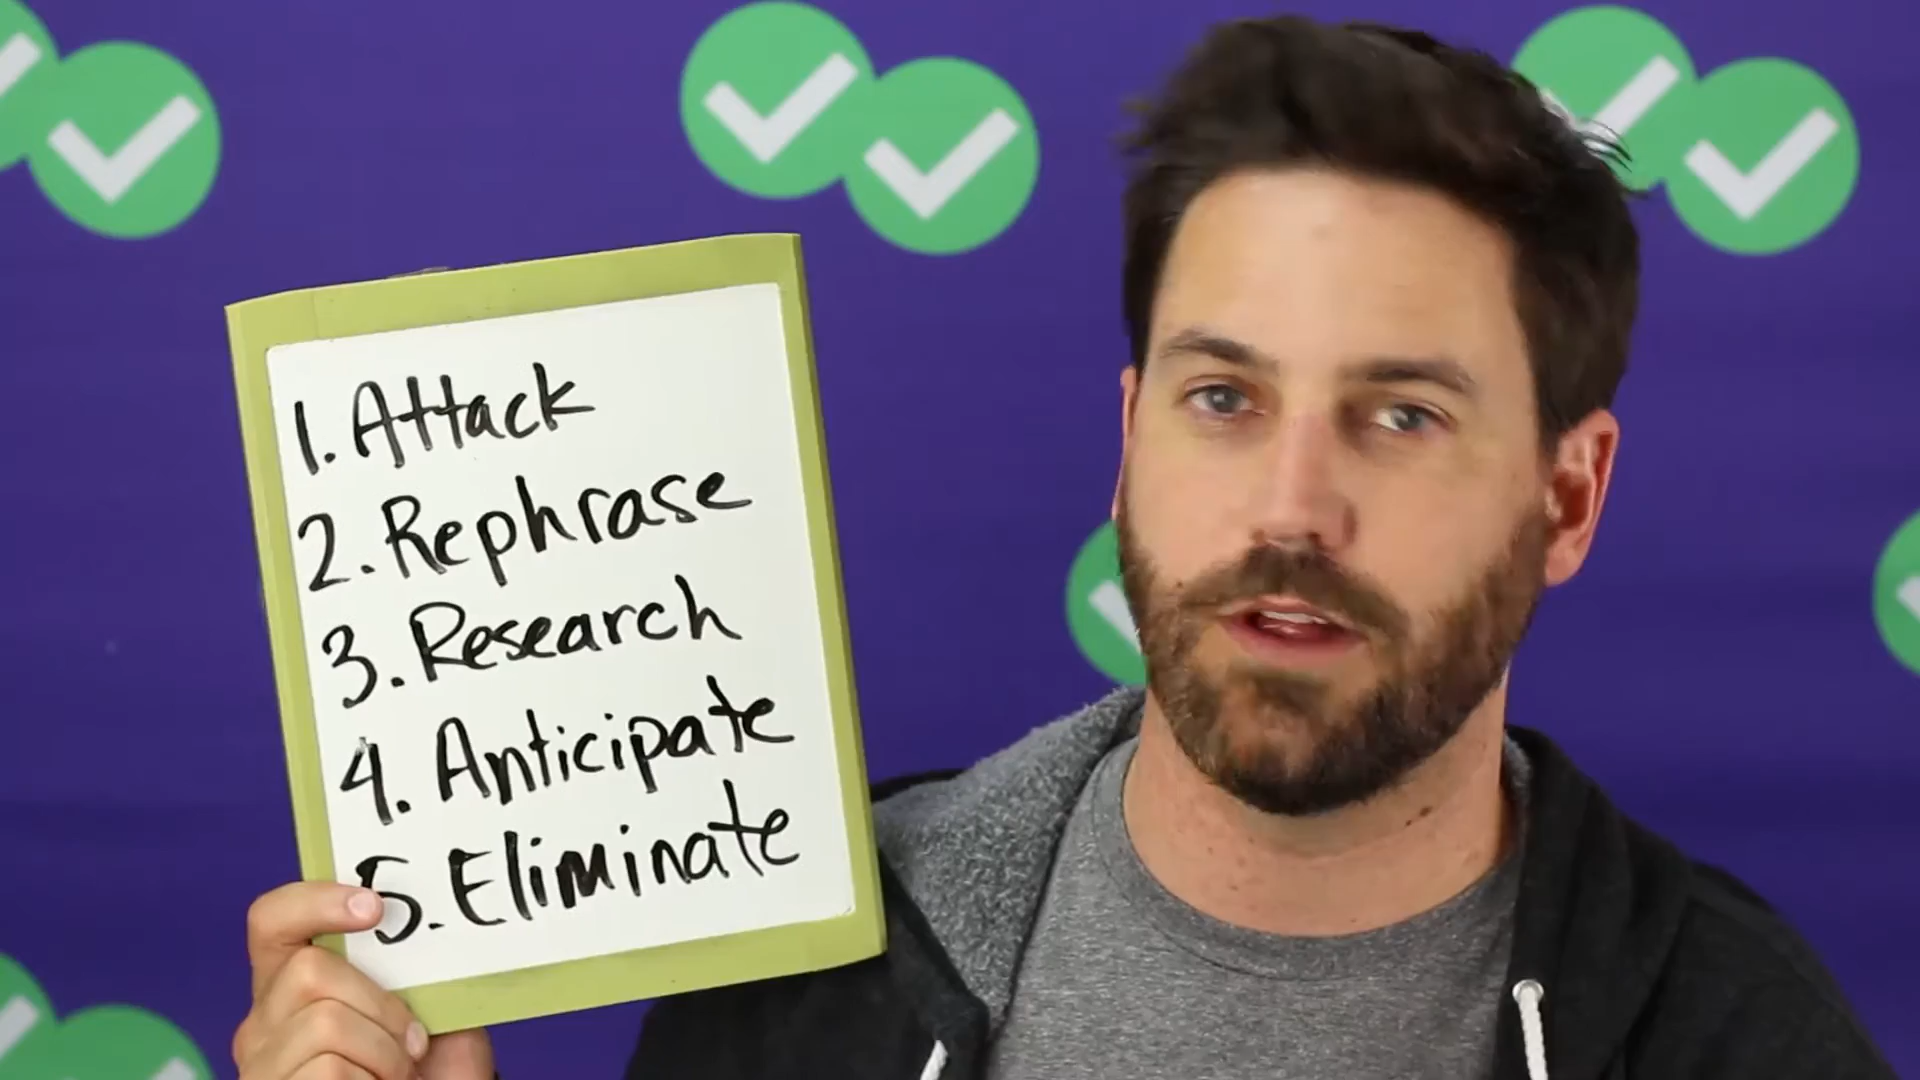 1. Attack
2. Rephrase
3. Research
4. Anticipate
5. Eliminate